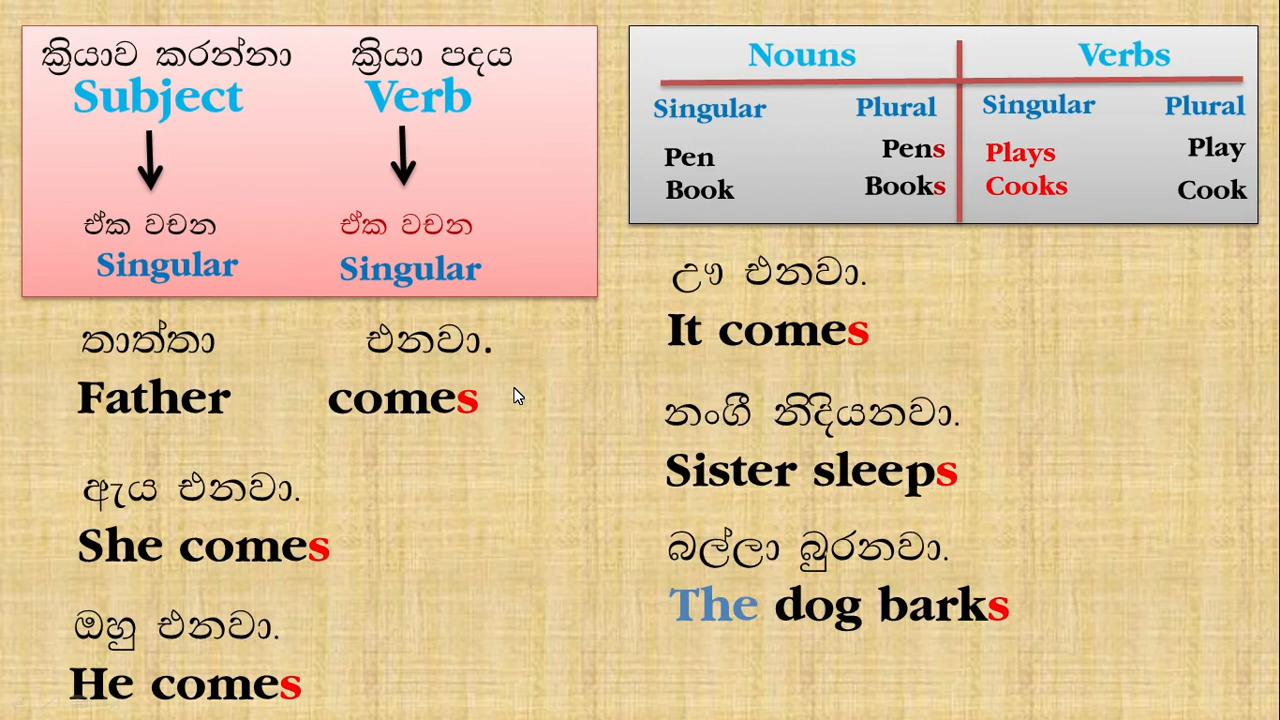 ක්‍රියාව කරන්නා ක්‍රියා පදය
Subject Verb
ඒක වචන ඒක වචන
Singular Singular
තාත්තා එනවා.
Father comes
ඇය එනවා.
She comes
ඔහු එනවා.
He comes
Nouns Verbs
Singular Plural Singular Plural
Pen Pens Plays Play
Book Books Cooks Cook
ඌ එනවා.
It comes
නංගී නිදියනවා.
Sister sleeps
බල්ලා බුරනවා.
The dog barks